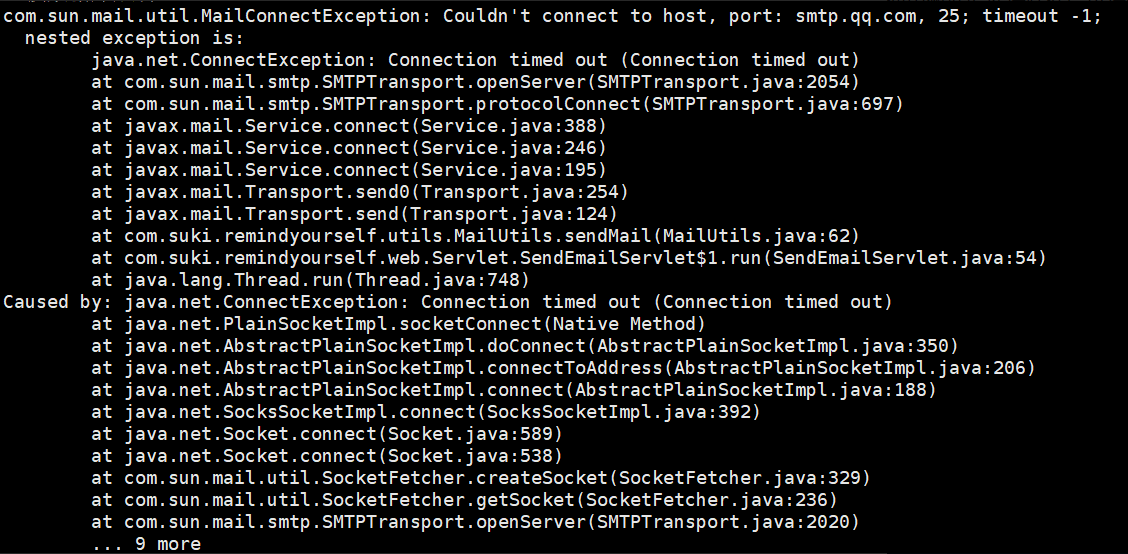 com.sun.mail.util.MailConnectException: Couldn't connect to host, port: smtp.qq.com, 25; timeout -1;
  nested exception is:
        java.net.ConnectException: Connection timed out (Connection timed out)
        at com.sun.mail.smtp.SMTPTransport.openServer(SMTPTransport.java:2054)
        at com.sun.mail.smtp.SMTPTransport.protocolConnect(SMTPTransport.java:697)
        at javax.mail.Service.connect(Service.java:388)
        at javax.mail.Service.connect(Service.java:246)
        at javax.mail.Service.connect(Service.java:195)
        at javax.mail.Transport.send0(Transport.java:254)
        at javax.mail.Transport.send(Transport.java:124)
        at com.suki.remindyourself.utils.MailUtils.sendMail(MailUtils.java:62)
        at com.suki.remindyourself.web.Servlet.SendEmailServlet$1.run(SendEmailServlet.java:54)
        at java.lang.Thread.run(Thread.java:748)
Caused by: java.net.ConnectException: Connection timed out (Connection timed out)
        at java.net.PlainSocketImpl.socketConnect(Native Method)
        at java.net.AbstractPlainSocketImpl.doConnect(AbstractPlainSocketImpl.java:350)
        at java.net.AbstractPlainSocketImpl.connectToAddress(AbstractPlainSocketImpl.java:206)
        at java.net.AbstractPlainSocketImpl.connect(AbstractPlainSocketImpl.java:188)
        at java.net.SocksSocketImpl.connect(SocksSocketImpl.java:392)
        at java.net.Socket.connect(Socket.java:589)
        at java.net.Socket.connect(Socket.java:538)
        at com.sun.mail.util.SocketFetcher.createSocket(SocketFetcher.java:329)
        at com.sun.mail.util.SocketFetcher.getSocket(SocketFetcher.java:236)
        at com.sun.mail.smtp.SMTPTransport.openServer(SMTPTransport.java:2020)
        ... 9 more